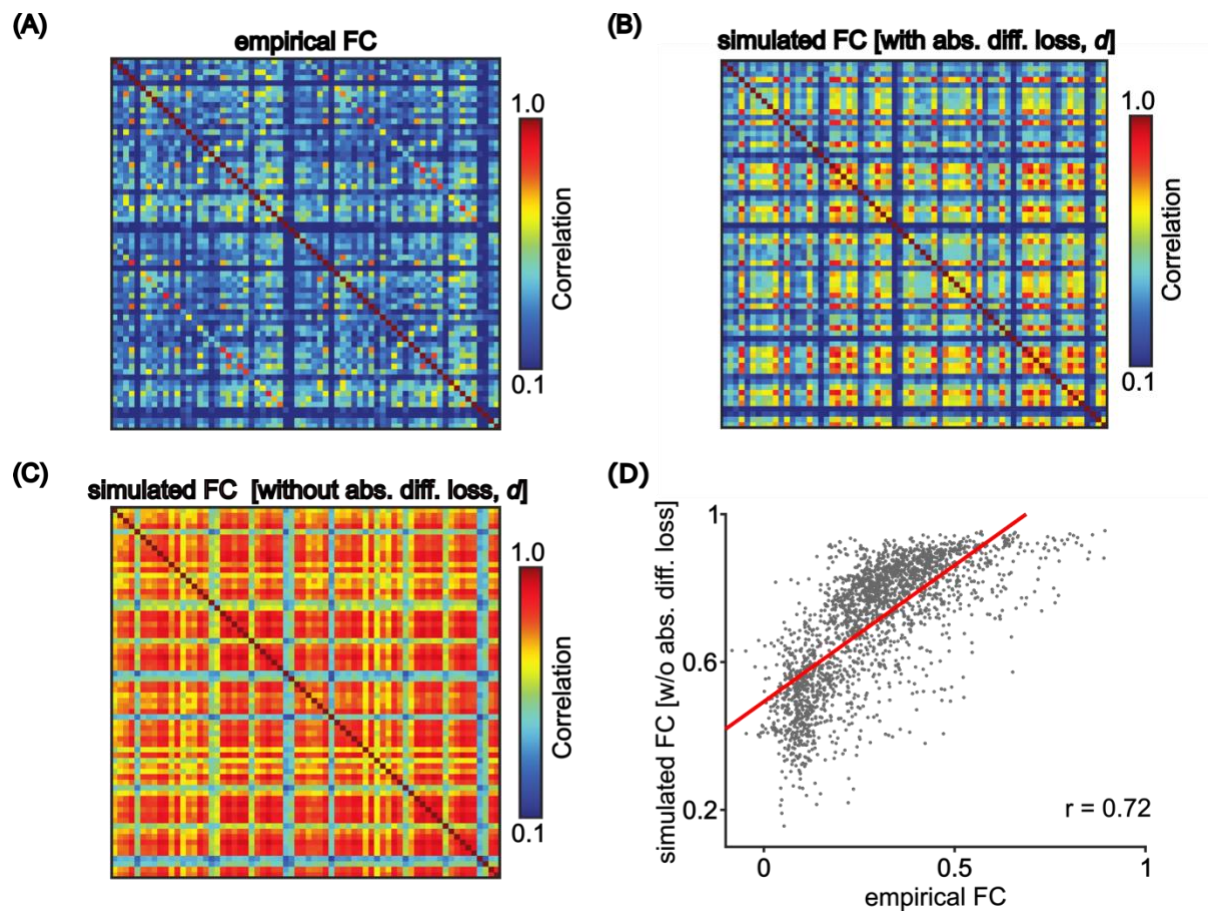 (A)
empirical FC
1.0
Correlation
0.1
(B)
simulated FC [with abs. diff. loss, d]
1.0
Correlation
0.1
(C)
simulated FC [without abs. diff. loss, d]
1.0
Correlation
0.1
(D)
simulated FC [w/o abs. diff. loss]
1
0.6
0.2
r = 0.72
0
0.5
1
empirical FC